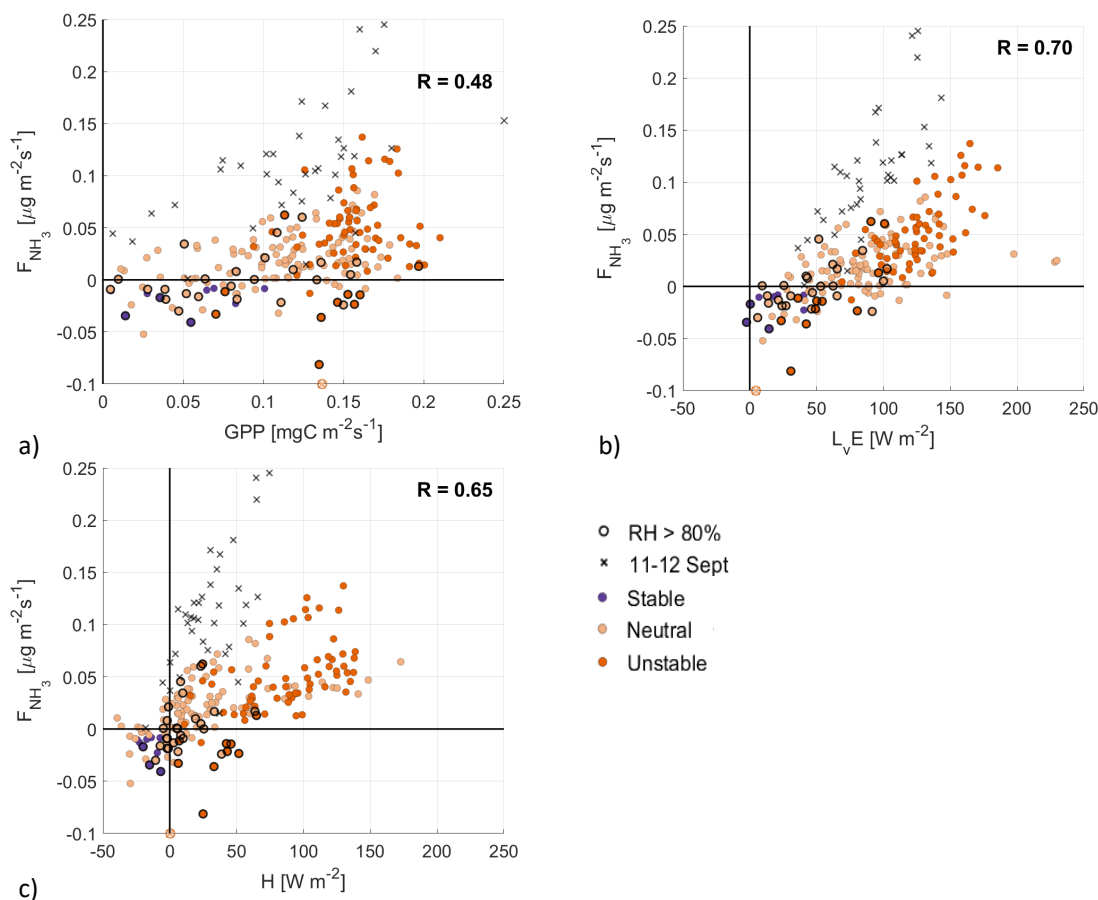 0.25
0.2
0.15
0.1
0.05
0
-0.05
-0.1
F_NH3 [μg m-2s-1]
R = 0.48
0 0.05 0.1 0.15 0.2 0.25
a)
GPP [mgC m-2s-1]
0.25
0.2
0.15
0.1
0.05
0
-0.05
-0.1
F_NH3 [μg m-2s-1]
R = 0.70
-50 0 50 100 150 200 250
b)
LvE [W m-2]
0.25
0.2
0.15
0.1
0.05
0
-0.05
-0.1
F_NH3 [μg m-2s-1]
R = 0.65
-50 0 50 100 150 200 250
c)
H [W m-2]
RH > 80%
11-12 Sept
Stable
Neutral
Unstable